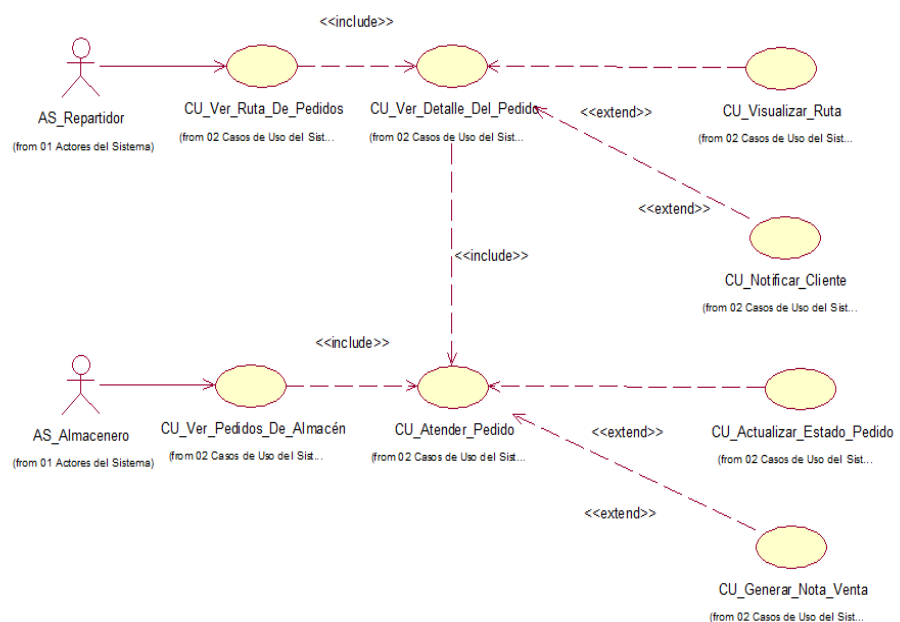 <<include>>
AS_Repartidor
(from 01 Actores del Sistema)
CU_Ver_Ruta_De_Pedidos
(from 02 Casos de Uso del Sist...
CU_Ver_Detalle_Del_Pedido
(from 02 Casos de Uso del Sist...
<<extend>>
CU_Visualizar_Ruta
(from 02 Casos de Uso del Sist...
<<extend>>
<<include>>
CU_Notificar_Cliente
(from 02 Casos de Uso del Sist...
<<include>>
AS_Almacenero
(from 01 Actores del Sistema)
CU_Ver_Pedidos_De_Almacén
(from 02 Casos de Uso del Sist...
CU_Atender_Pedido
(from 02 Casos de Uso del Sist...
<<extend>>
CU_Actualizar_Estado_Pedido
(from 02 Casos de Uso del Sist...
<<extend>>
CU_Generar_Nota_Venta
(from 02 Casos de Uso del Sist...